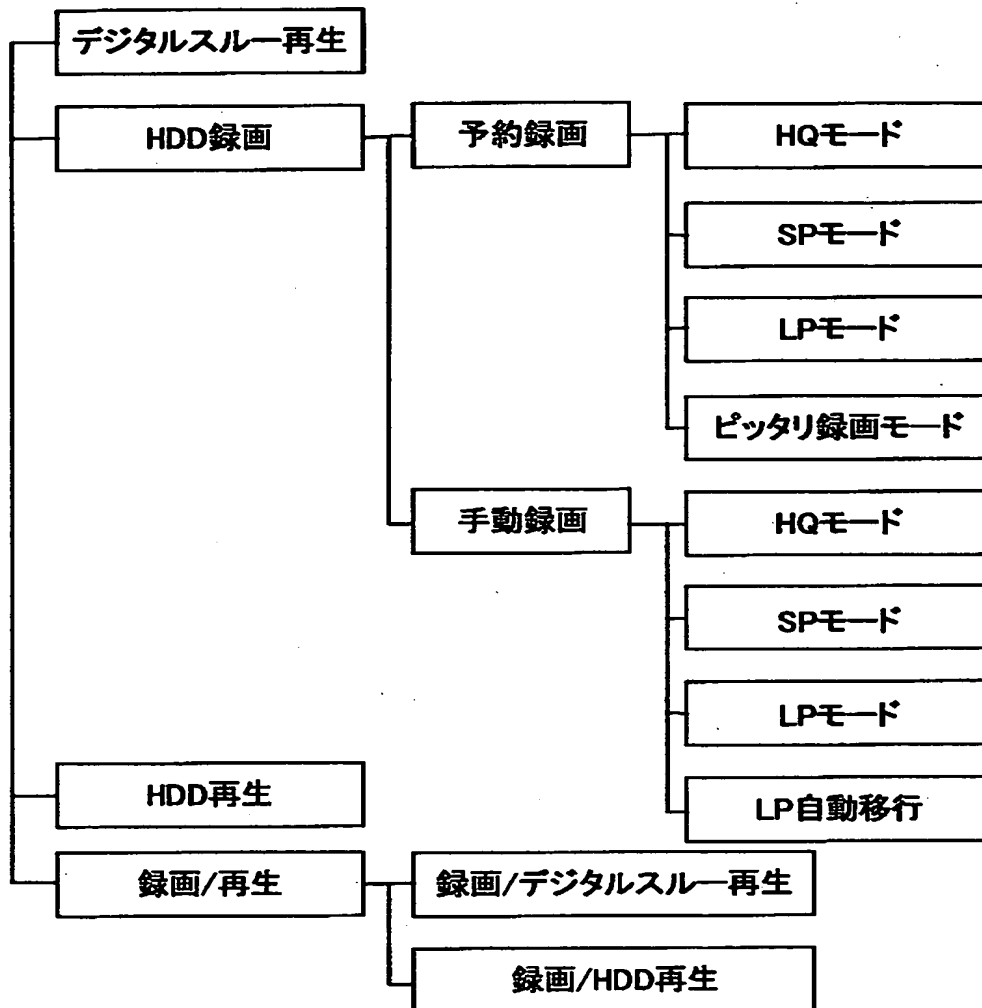 デジタルスルー再生
HDD録画
予約録画
HQモード
SPモード
LPモード
ピッタリ録画モード
手動録画
HQモード
SPモード
LPモード
LP自動移行
HDD再生
録画/再生
録画/デジタルスルー再生
録画/HDD再生